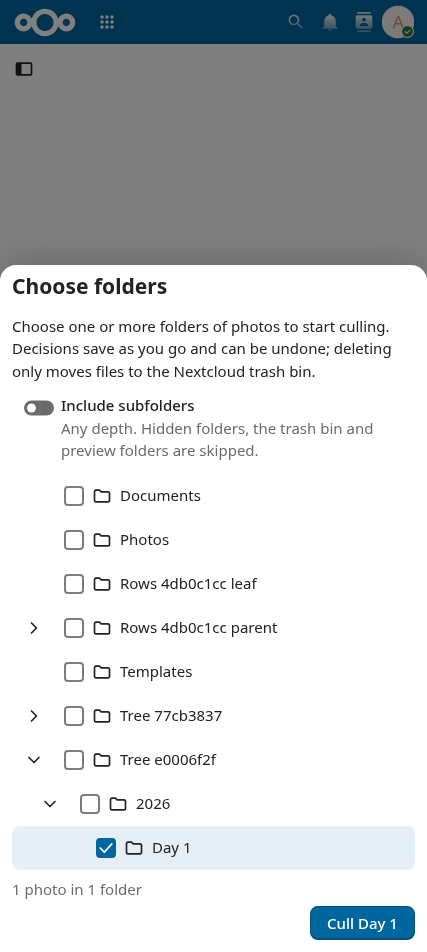 A
Choose folders
Choose one or more folders of photos to start culling.
Decisions save as you go and can be undone; deleting
only moves files to the Nextcloud trash bin.
Include subfolders
Any depth. Hidden folders, the trash bin and
preview folders are skipped.
Documents
Photos
Rows 4db0c1cc leaf
Rows 4db0c1cc parent
Templates
Tree 77cb3837
Tree e0006f2f
2026
Day 1
1 photo in 1 folder
Cull Day 1